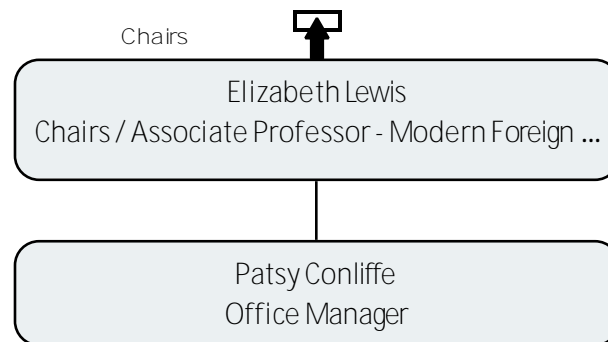 Chairs
Elizabeth Lewis
Chairs / Associate Professor - Modern Foreign ...
Patsy Conliffe
Office Manager